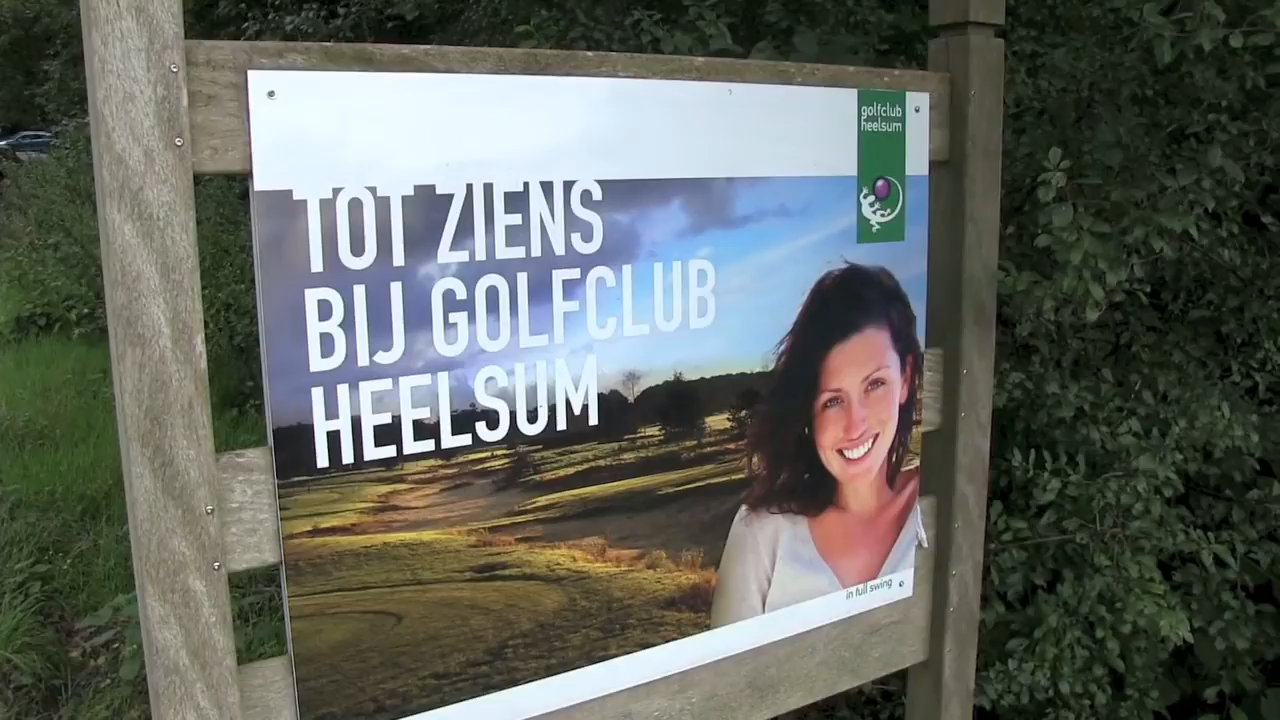 golfclub
heelsum
TOT ZIENS
BIJ GOLFCLUB
HEELSUM
in full swing